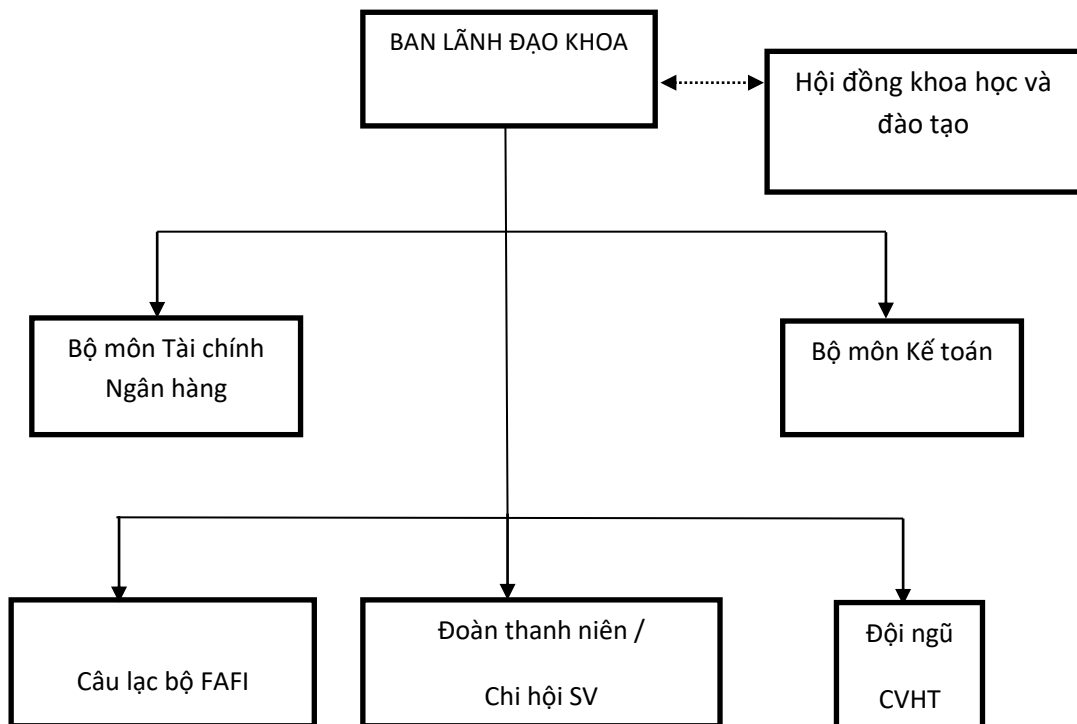 BAN LÃNH ĐẠO KHOA
Hội đồng khoa học và
đào tạo
Bộ môn Tài chính
Ngân hàng
Bộ môn Kế toán
Câu lạc bộ FAFI
Đoàn thanh niên /
Chi hội SV
Đội ngũ
CVHT